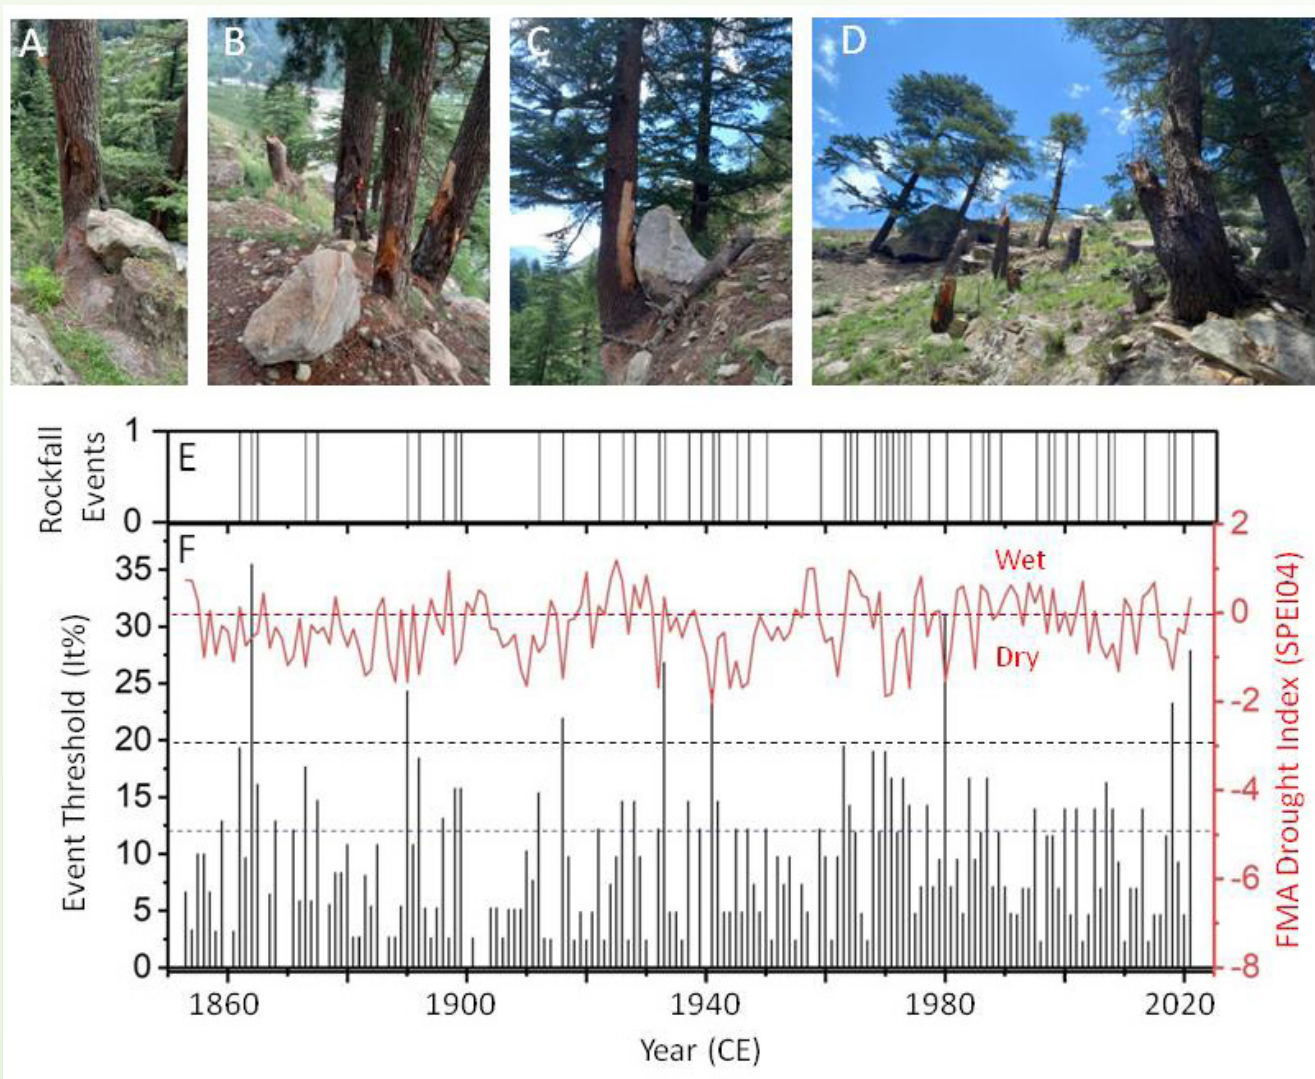 A
B
C
D
Rockfall
Events
1
0
E
F
Event Threshold (It%)
35
30
25
20
15
10
5
0
Wet
Dry
2
0
-2
-4
-6
-8
FMA Drought Index (SPEI04)
1860
1900
1940
1980
2020
Year (CE)